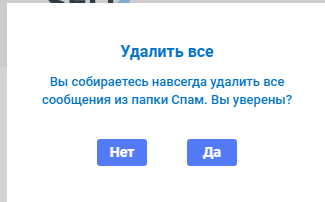 Удалить все
Вы собираетесь навсегда удалить все
сообщения из папки Спам. Вы уверены?
Нет Да